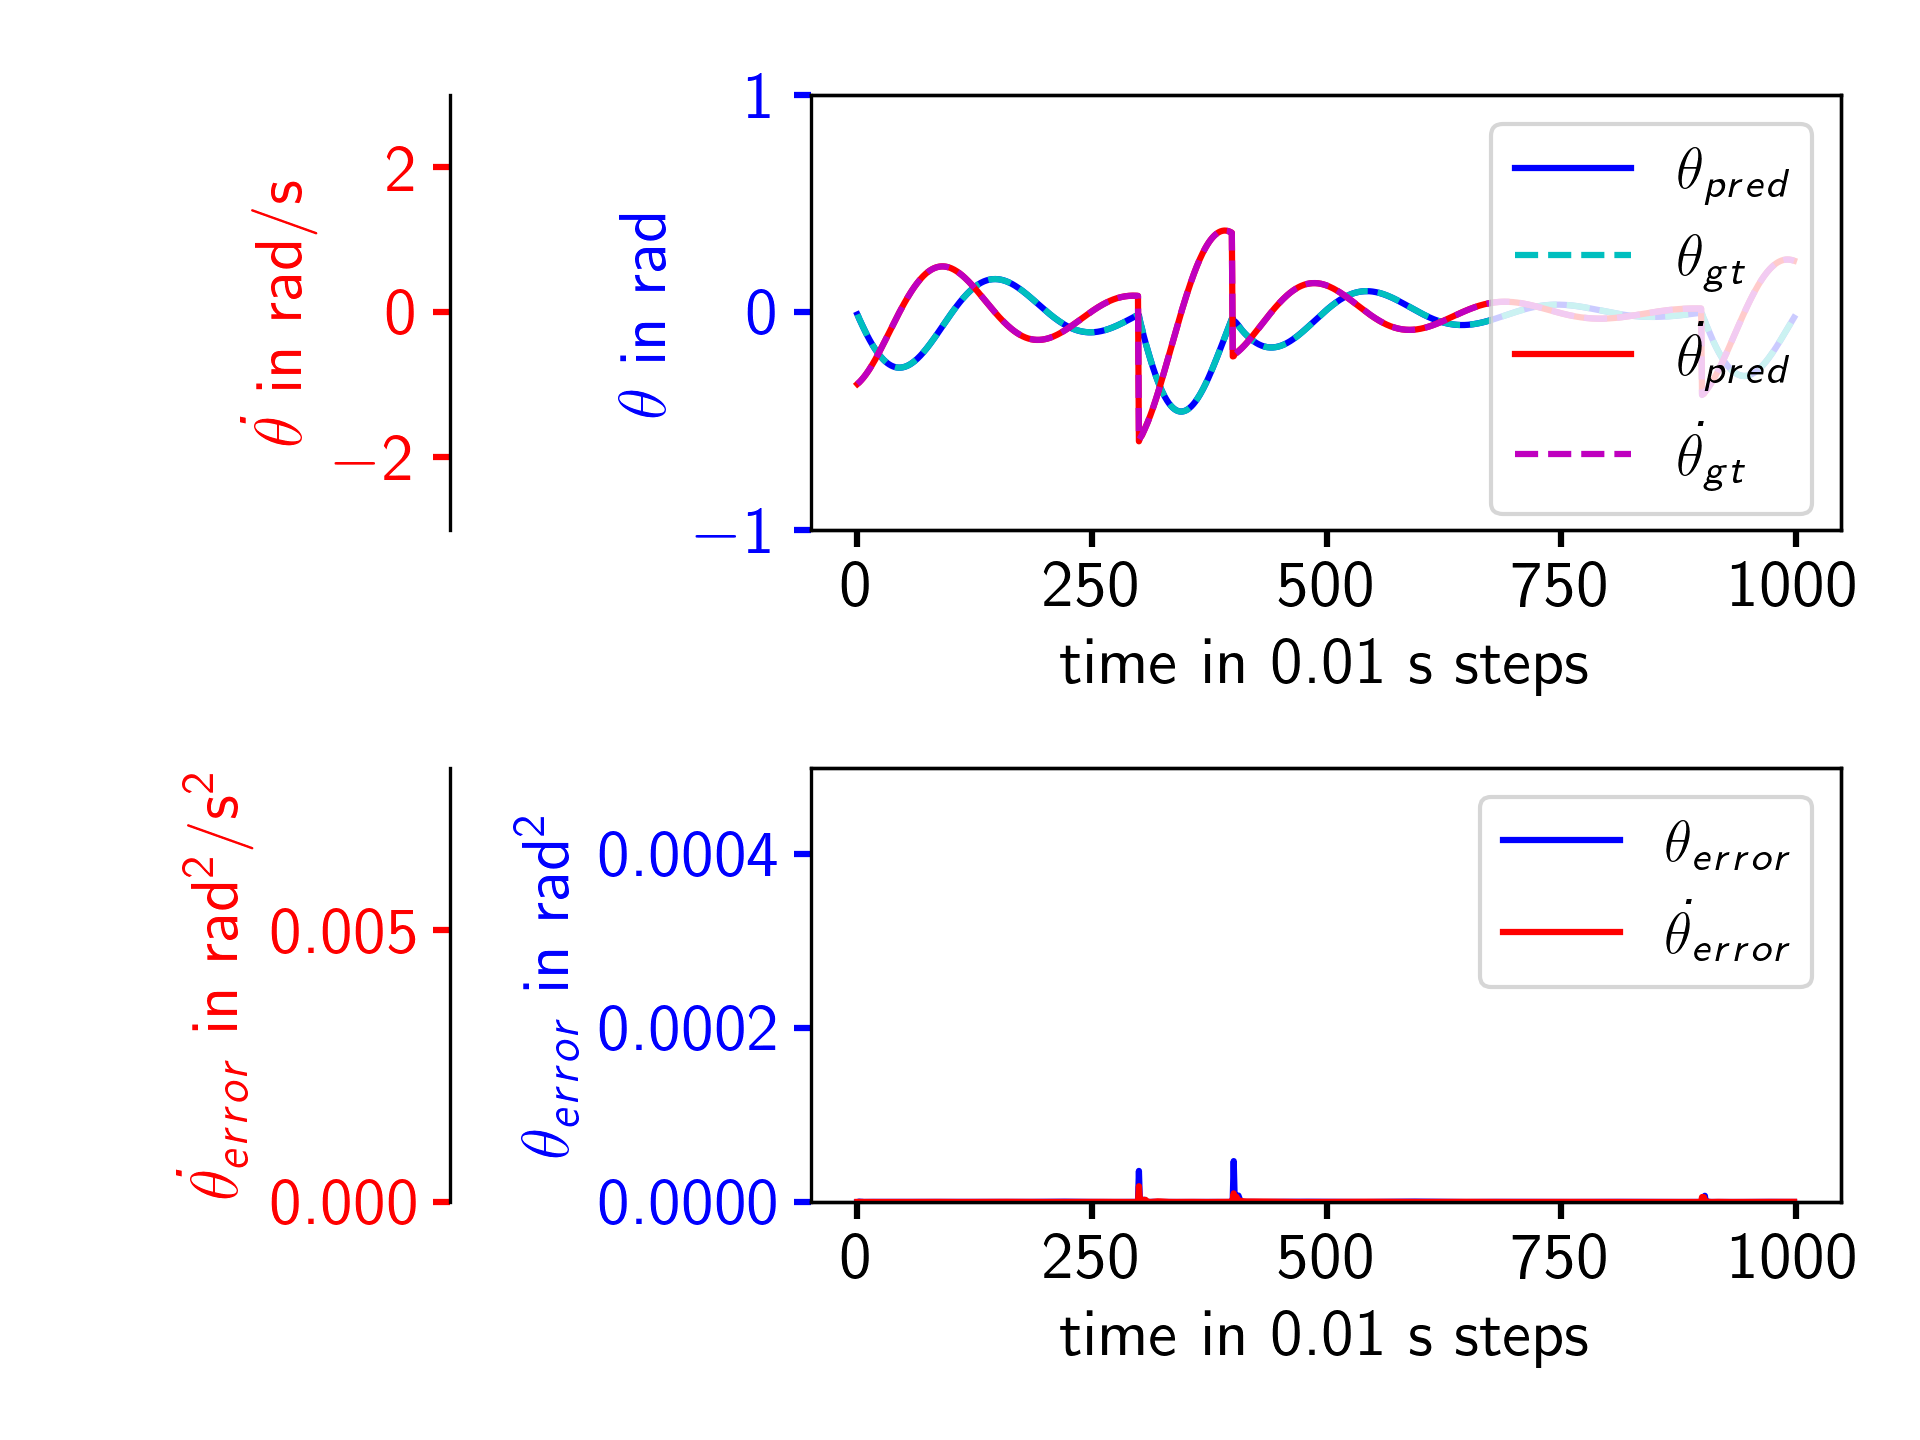 θ̇ in rad/s
2
0
−2
θ in rad
1
0
−1
θ_pred
θ_gt
θ̇_pred
θ̇_gt
0 250 500 750 1000
time in 0.01 s steps
θ̇_error in rad²/s²
0.005
0.000
θ_error in rad²
0.0004
0.0002
0.0000
θ_error
θ̇_error
0 250 500 750 1000
time in 0.01 s steps